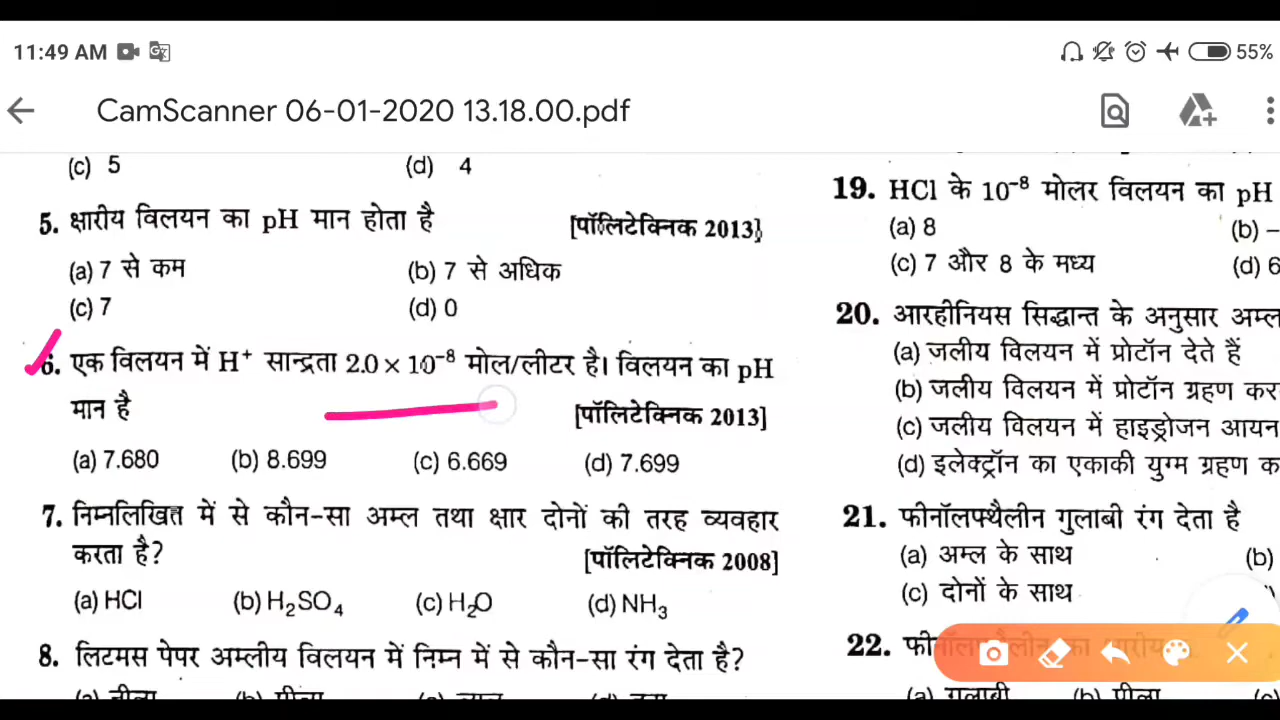 11:49 AM
55%
CamScanner 06-01-2020 13.18.00.pdf
(c) 5 (d) 4
5. क्षारीय विलयन का pH मान होता है [पॉलिटेक्निक 2013]
(a) 7 से कम (b) 7 से अधिक
(c) 7 (d) 0
6. एक विलयन में H⁺ सान्द्रता 2.0 × 10⁻⁸ मोल/लीटर है। विलयन का pH
मान है [पॉलिटेक्निक 2013]
(a) 7.680 (b) 8.699 (c) 6.669 (d) 7.699
7. निम्नलिखित में से कौन-सा अम्ल तथा क्षार दोनों की तरह व्यवहार
करता है? [पॉलिटेक्निक 2008]
(a) HCl (b) H₂SO₄ (c) H₂O (d) NH₃
8. लिटमस पेपर अम्लीय विलयन में निम्न में से कौन-सा रंग देता है?
19. HCl के 10⁻⁸ मोलर विलयन का pH
(a) 8 (b) –
(c) 7 और 8 के मध्य (d) 6
20. आरहीनियस सिद्धान्त के अनुसार अम्ल
(a) जलीय विलयन में प्रोटॉन देते हैं
(b) जलीय विलयन में प्रोटॉन ग्रहण कर
(c) जलीय विलयन में हाइड्रोजन आयन
(d) इलेक्ट्रॉन का एकाकी युग्म ग्रहण क
21. फीनॉलफ्थैलीन गुलाबी रंग देता है
(a) अम्ल के साथ (b)
(c) दोनों के साथ
22.
(a) गुलाबी (b) पीला